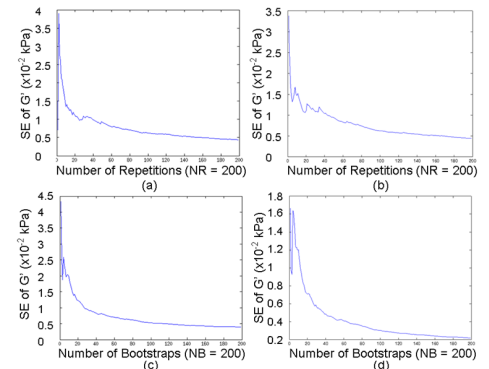 4
3.5
3
2.5
2
1.5
1
0.5
0
SE of G' (x10⁻² kPa)
0 20 40 60 80 100 120 140 160 180 200
Number of Repetitions (NR = 200)
(a)
3.5
3
2.5
2
1.5
1
0.5
0
SE of G' (x10⁻² kPa)
0 20 40 60 80 100 120 140 160 180 200
Number of Repetitions (NR = 200)
(b)
4.5
4
3.5
3
2.5
2
1.5
1
0.5
0
SE of G' (x10⁻² kPa)
0 20 40 60 80 100 120 140 160 180 200
Number of Bootstraps (NB = 200)
(c)
1.8
1.6
1.4
1.2
1
0.8
0.6
0.4
0.2
SE of G' (x10⁻² kPa)
0 20 40 60 80 100 120 140 160 180 200
Number of Bootstraps (NB = 200)
(d)